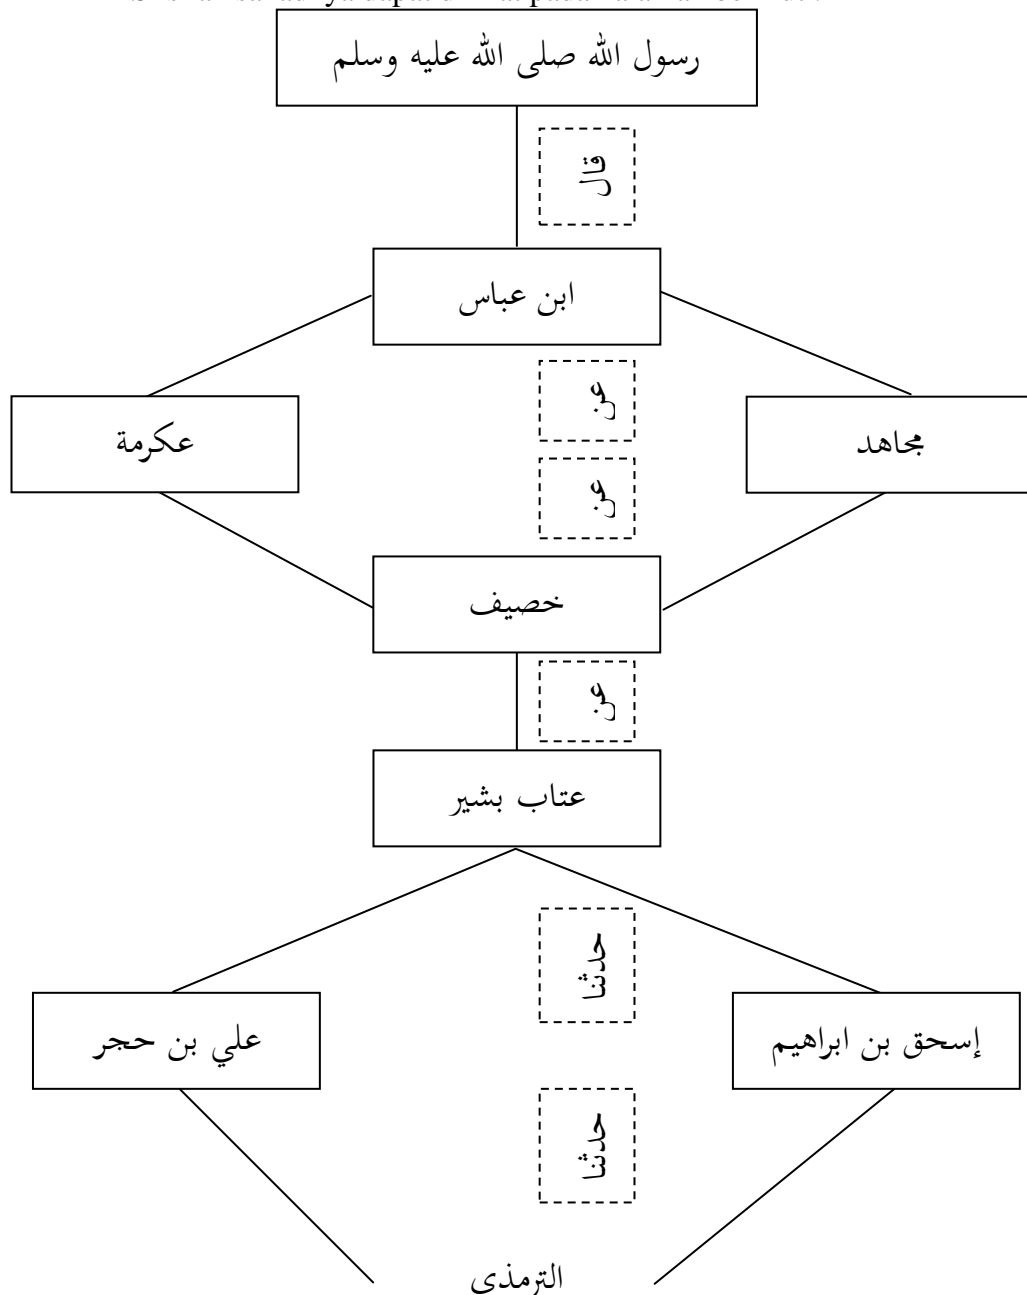 رسول الله صلى الله عليه وسلم
قال
ابن عباس
عن
عكرمة
مجاهد
عن
خصيف
عن
عتاب بشير
حدثنا
علي بن حجر
إسحق بن ابراهيم
حدثنا
الترمذى